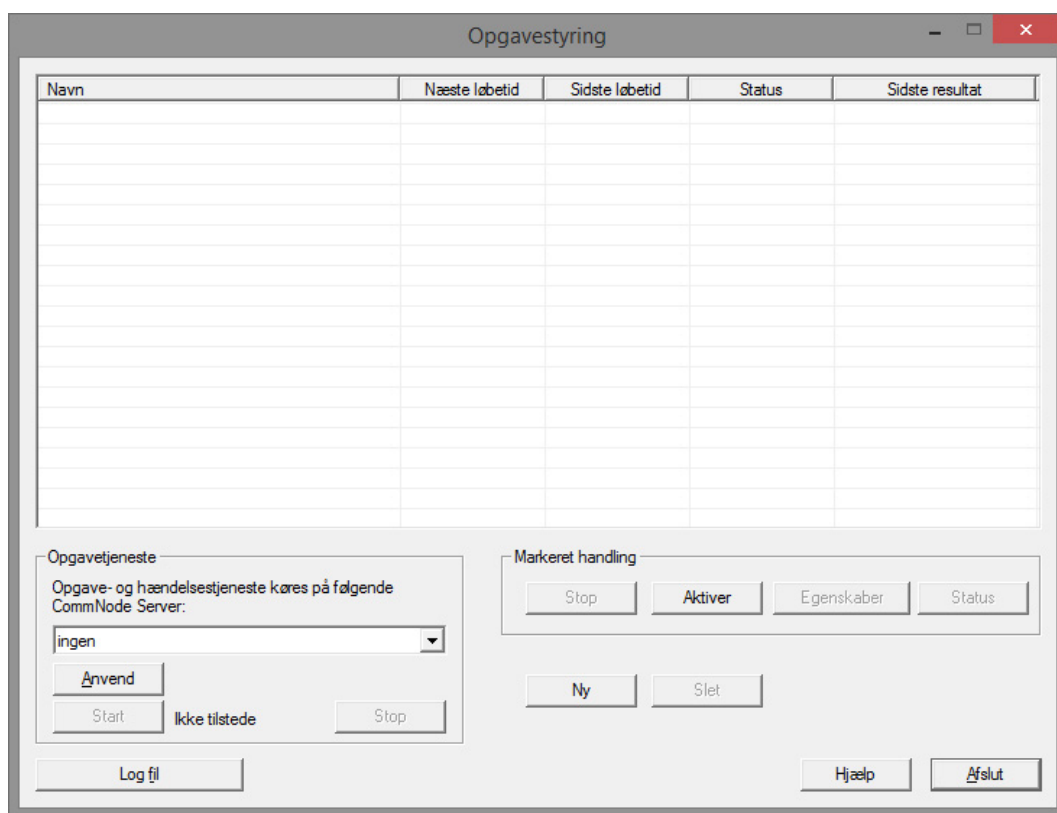 Opgavestyring
Navn Næste løbetid Sidste løbetid Status Sidste resultat
Opgavetjeneste
Opgave- og hændelsestjeneste køres på følgende
CommNode Server:
ingen
Anvend
Start Ikke tilstede Stop
Markeret handling
Stop Aktiver Egenskaber Status
Ny Slet
Log fil Hjælp Afslut